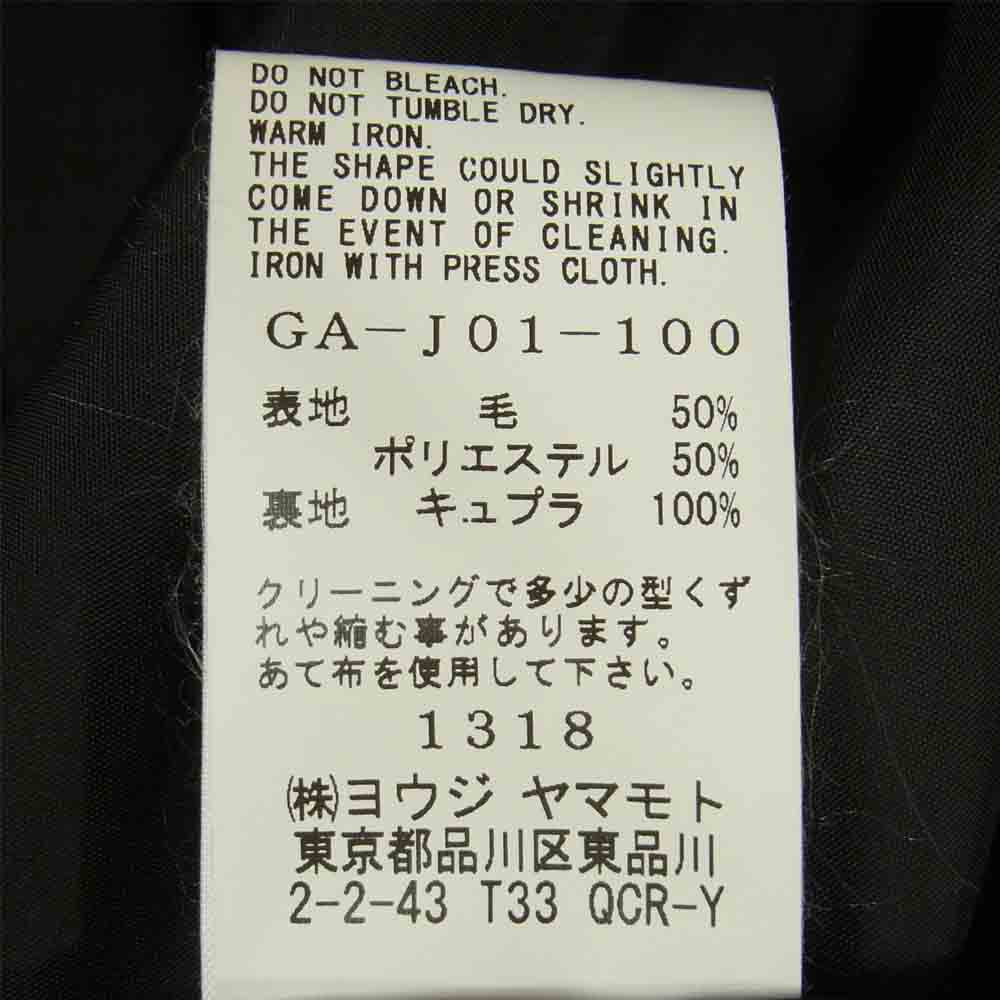 DO NOT BLEACH.
DO NOT TUMBLE DRY.
WARM IRON.
THE SHAPE COULD SLIGHTLY
COME DOWN OR SHRINK IN
THE EVENT OF CLEANING.
IRON WITH PRESS CLOTH.
GA-J01-100
表地 毛 50%
ポリエステル 50%
裏地 キュプラ 100%
クリーニングで多少の型くず
れや縮む事があります。
あて布を使用して下さい。
1318
(株)ヨウジ ヤマモト
東京都品川区東品川
2-2-43 T33 QCR-Y